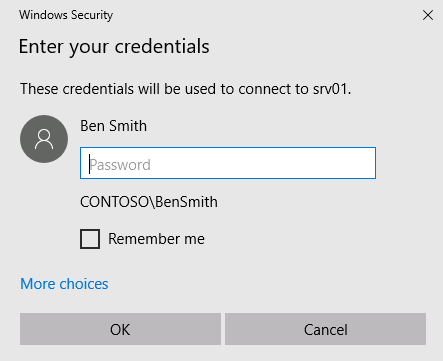 Windows Security
Enter your credentials
These credentials will be used to connect to srv01.
Ben Smith
Password
CONTOSO\BenSmith
Remember me
More choices
OK
Cancel